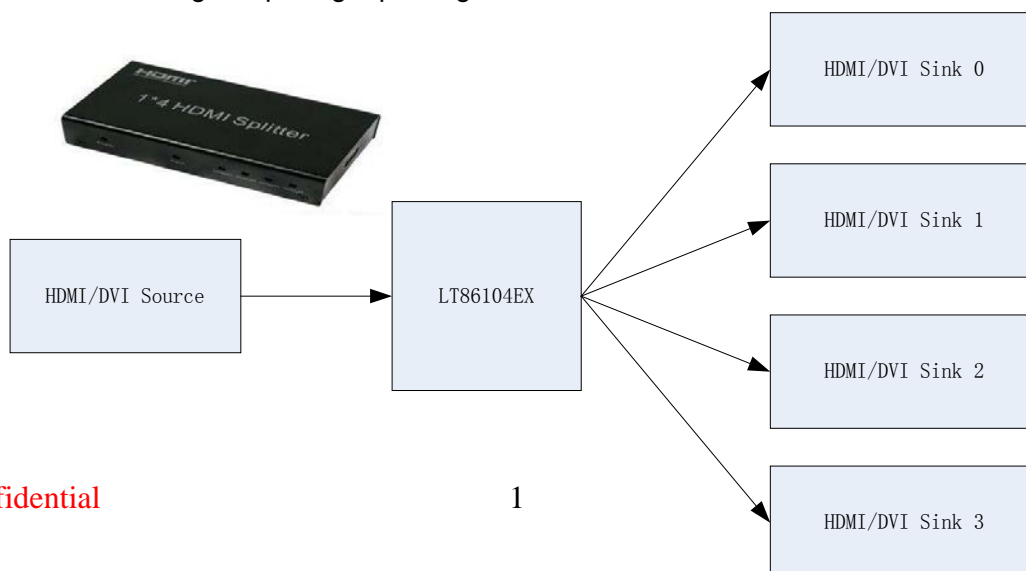 HDMI
1*4 HDMI Splitter
HDMI/DVI Source
LT86104EX
HDMI/DVI Sink 0
HDMI/DVI Sink 1
HDMI/DVI Sink 2
HDMI/DVI Sink 3
fidential
1